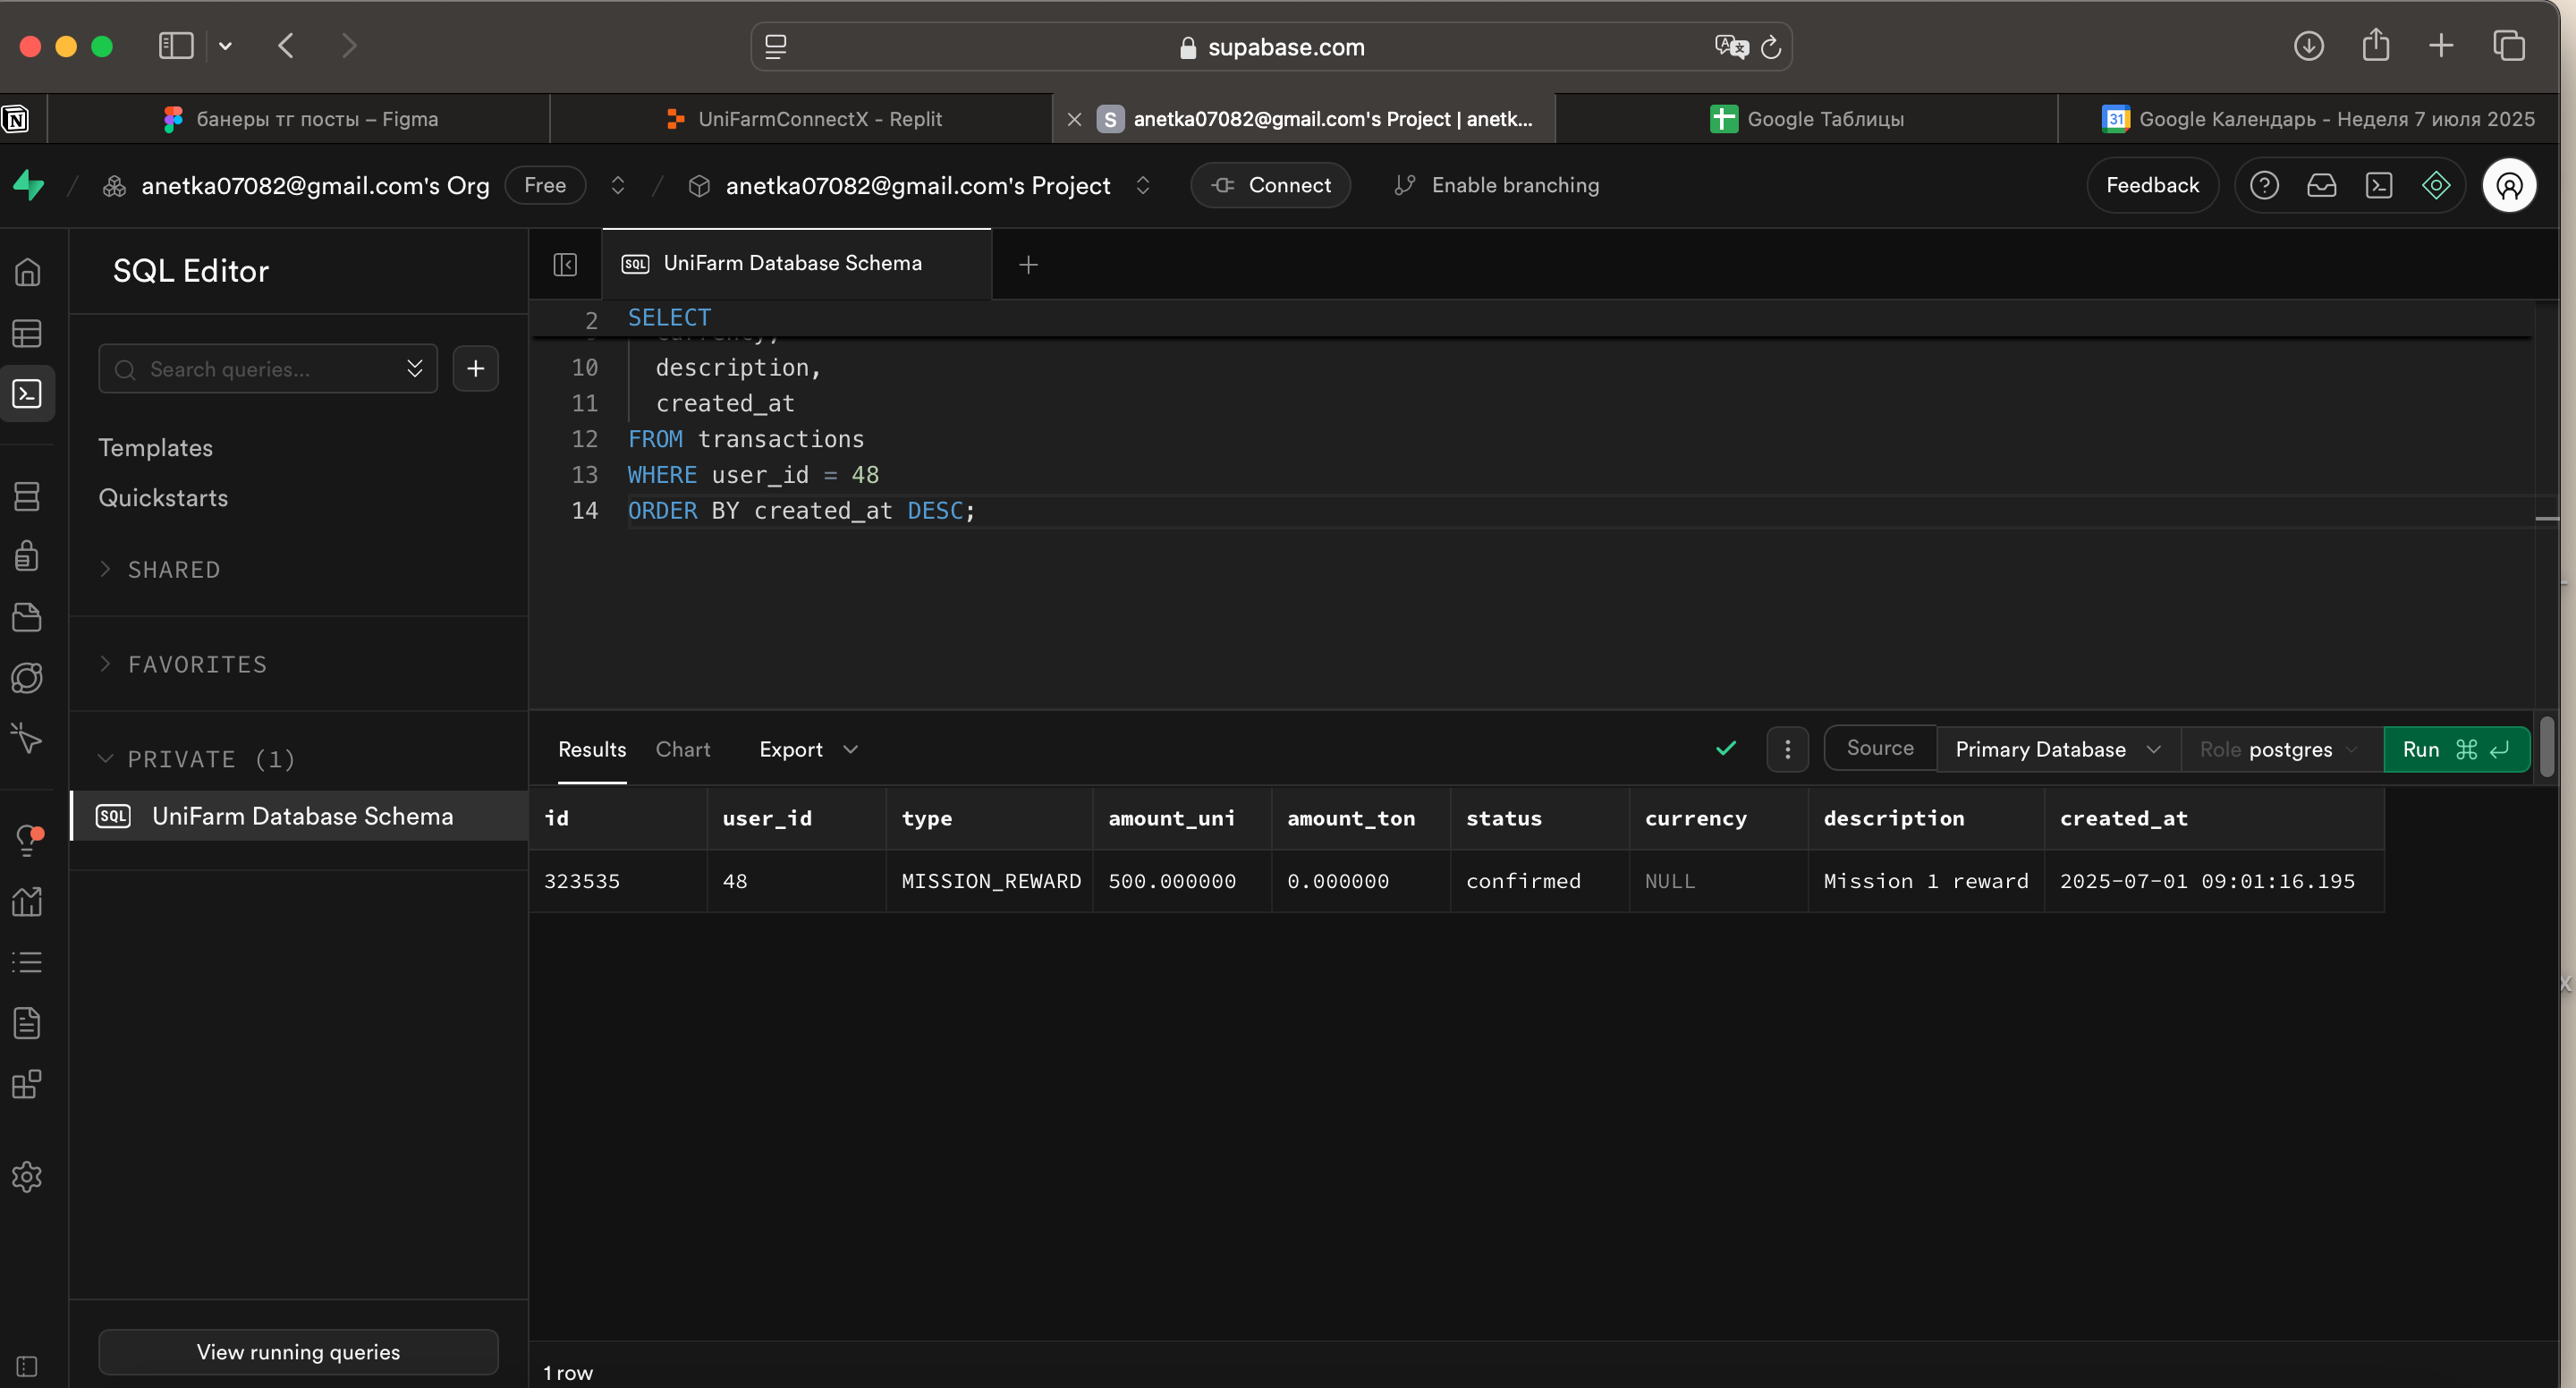 supabase.com
банеры тг посты – Figma
UniFarmConnectX - Replit
S
anetka07082@gmail.com's Project | anetk...
Google Таблицы
31
Google Календарь - Неделя 7 июля 2025
anetka07082@gmail.com's Org
Free
anetka07082@gmail.com's Project
Connect
Enable branching
Feedback
SQL Editor
SQL UniFarm Database Schema
Search queries...
Templates
Quickstarts
SHARED
FAVORITES
PRIVATE (1)
SQL UniFarm Database Schema
View running queries
2 SELECT
10 description,
11 created_at
12 FROM transactions
13 WHERE user_id = 48
14 ORDER BY created_at DESC;
Results Chart Export
Source Primary Database Role postgres Run
id user_id type amount_uni amount_ton status currency description created_at
323535 48 MISSION_REWARD 500.000000 0.000000 confirmed NULL Mission 1 reward 2025-07-01 09:01:16.195
1 row